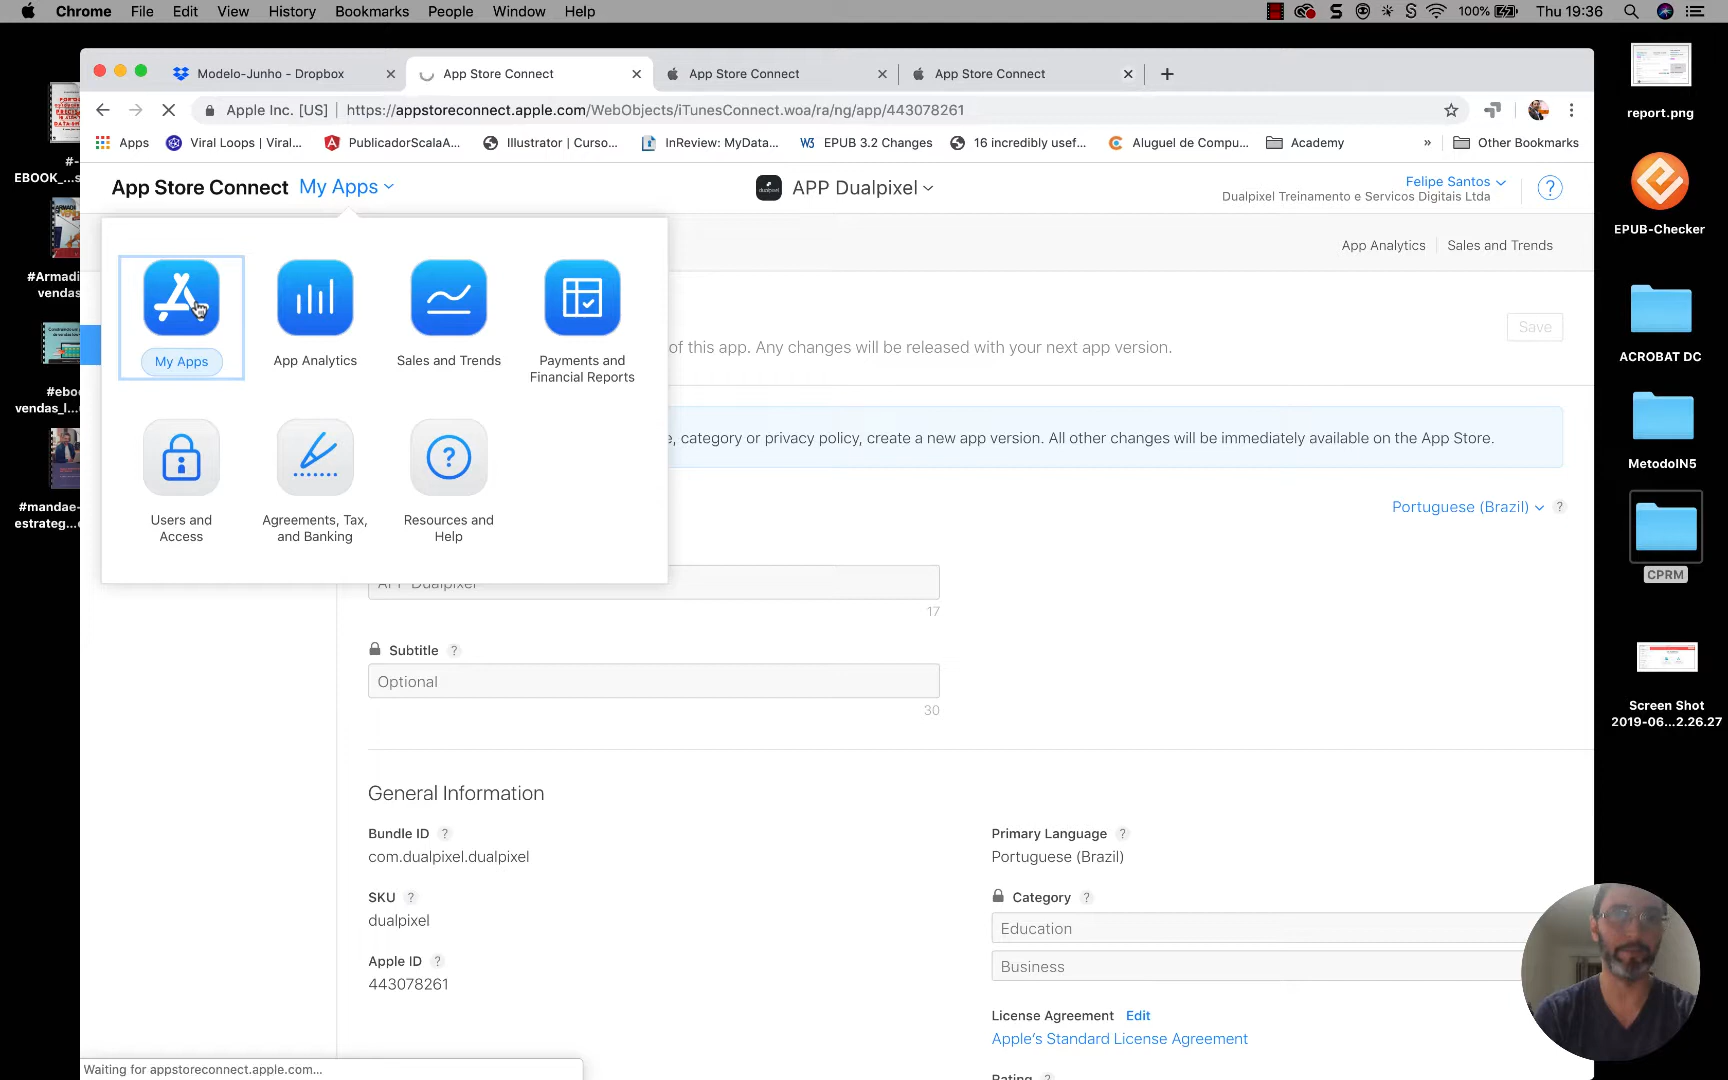 Chrome File Edit View History Bookmarks People Window Help
100% Thu 19:36
Modelo-Junho - Dropbox
App Store Connect
App Store Connect
App Store Connect
Apple Inc. [US] | https://appstoreconnect.apple.com/WebObjects/iTunesConnect.woa/ra/ng/app/443078261
Apps Viral Loops | Viral... PublicadorScalaA... Illustrator | Curso... InReview: MyData... EPUB 3.2 Changes 16 incredibly usef... Aluguel de Compu... Academy » Other Bookmarks
App Store Connect My Apps
APP Dualpixel
Felipe Santos
Dualpixel Treinamento e Servicos Digitais Ltda
?
App Analytics Sales and Trends
My Apps
App Analytics
Sales and Trends
Payments and
Financial Reports
Users and
Access
Agreements, Tax,
and Banking
?
Resources and
Help
Save
of this app. Any changes will be released with your next app version.
, category or privacy policy, create a new app version. All other changes will be immediately available on the App Store.
Portuguese (Brazil) ?
APP Dualpixel
17
Subtitle ?
Optional
30
General Information
Bundle ID ?
com.dualpixel.dualpixel
SKU ?
dualpixel
Apple ID ?
443078261
Primary Language ?
Portuguese (Brazil)
Category ?
Education
Business
License Agreement Edit
Apple's Standard License Agreement
Rating ?
Waiting for appstoreconnect.apple.com...
#-
EBOOK_...s
#Armadi
vendas
#eboo
vendas_l...
#mandae-
estrateg...
report.png
EPUB-Checker
ACROBAT DC
MetodoIN5
CPRM
Screen Shot
2019-06...2.26.27